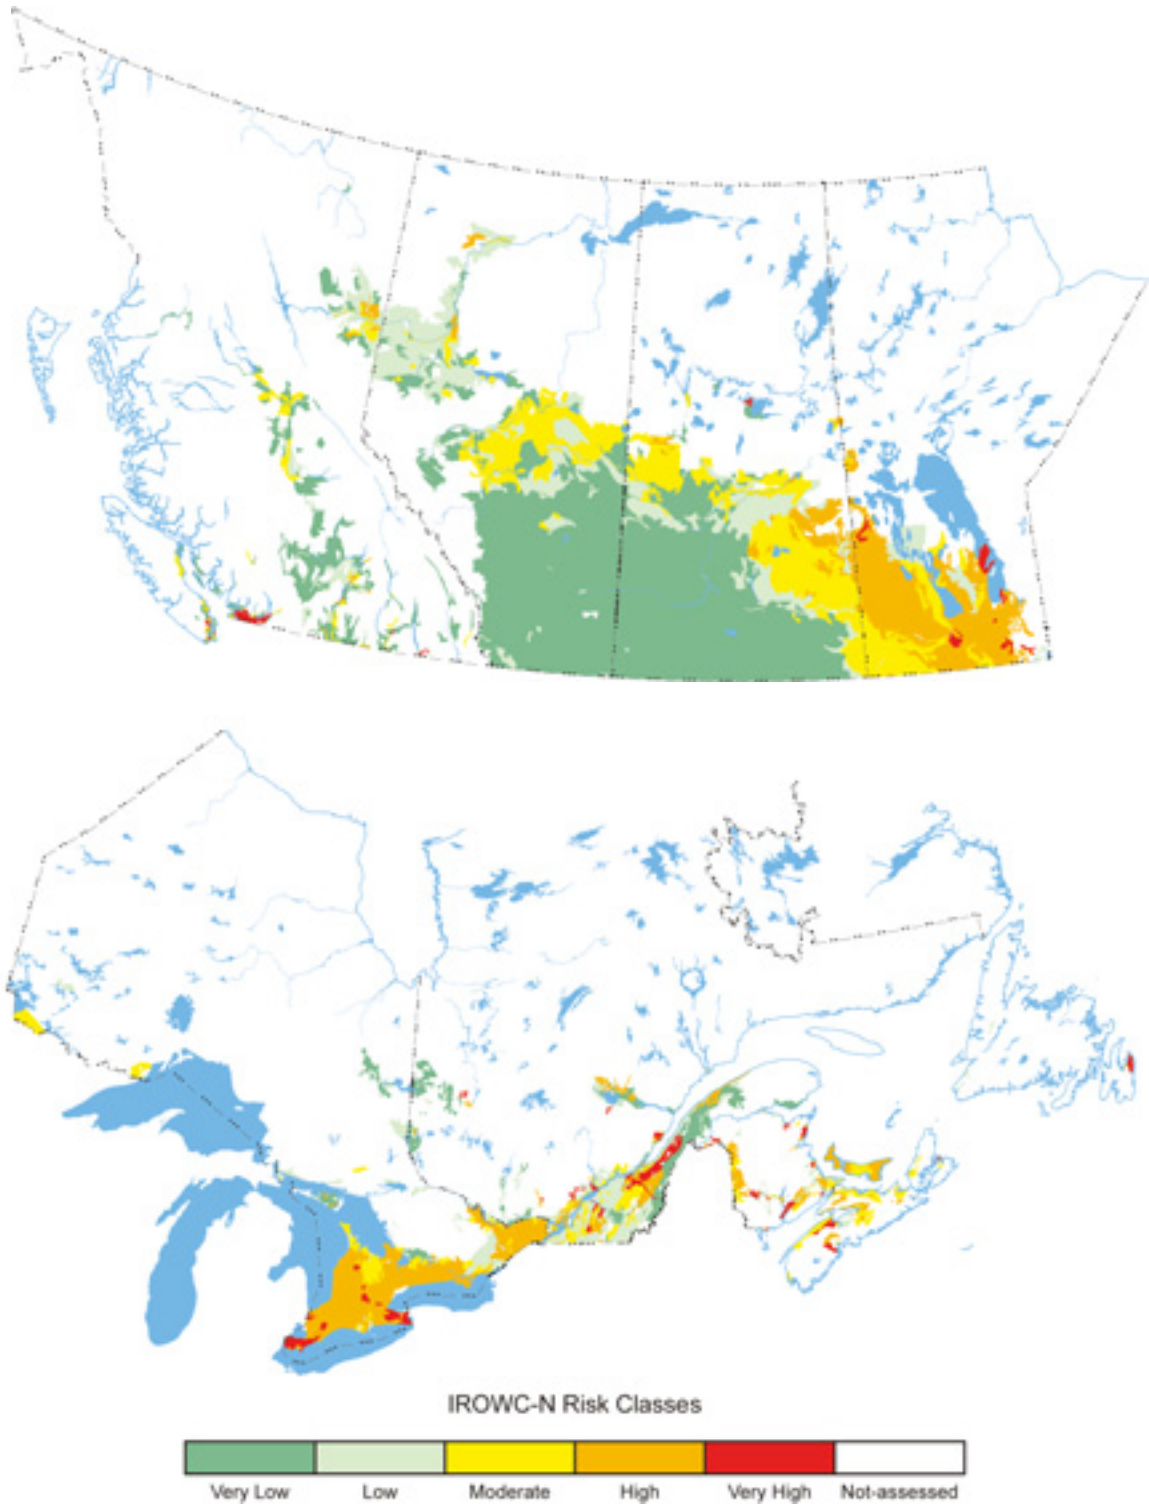 IROWC-N Risk Classes
Very Low Low Moderate High Very High Not-assessed